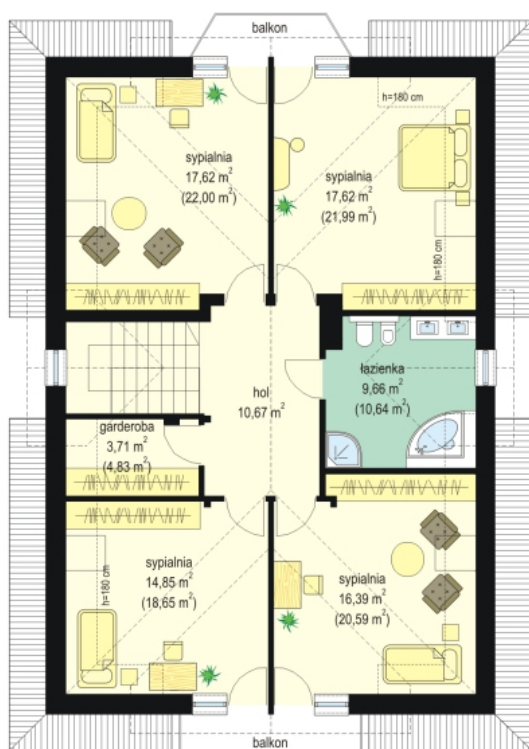 balkon
h=180 cm
sypialnia
17,62 m²
(22,00 m²)
sypialnia
17,62 m²
(21,99 m²)
h=180 cm
łazienka
9,66 m²
(10,64 m²)
hol
10,67 m²
garderoba
3,71 m²
(4,83 m²)
h=180 cm
sypialnia
14,85 m²
(18,65 m²)
sypialnia
16,39 m²
(20,59 m²)
balkon